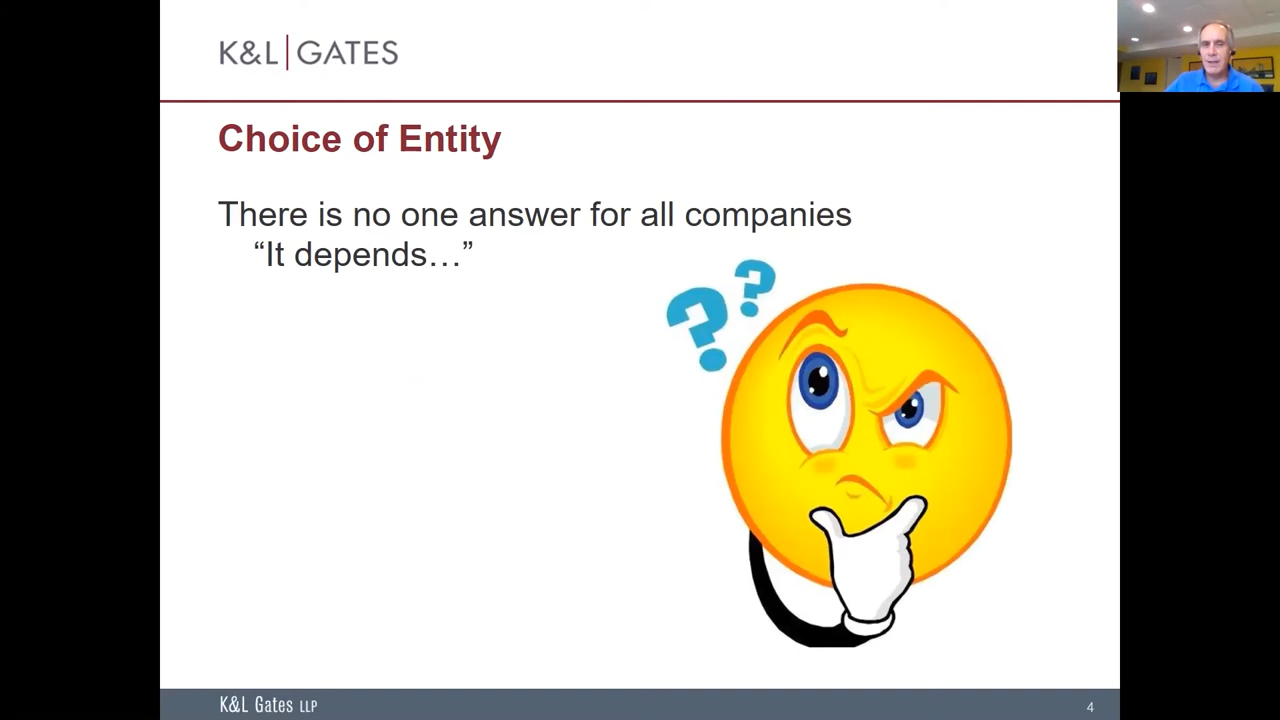 K&L|GATES
Choice of Entity
There is no one answer for all companies
“It depends…”
??
K&L Gates LLP
4